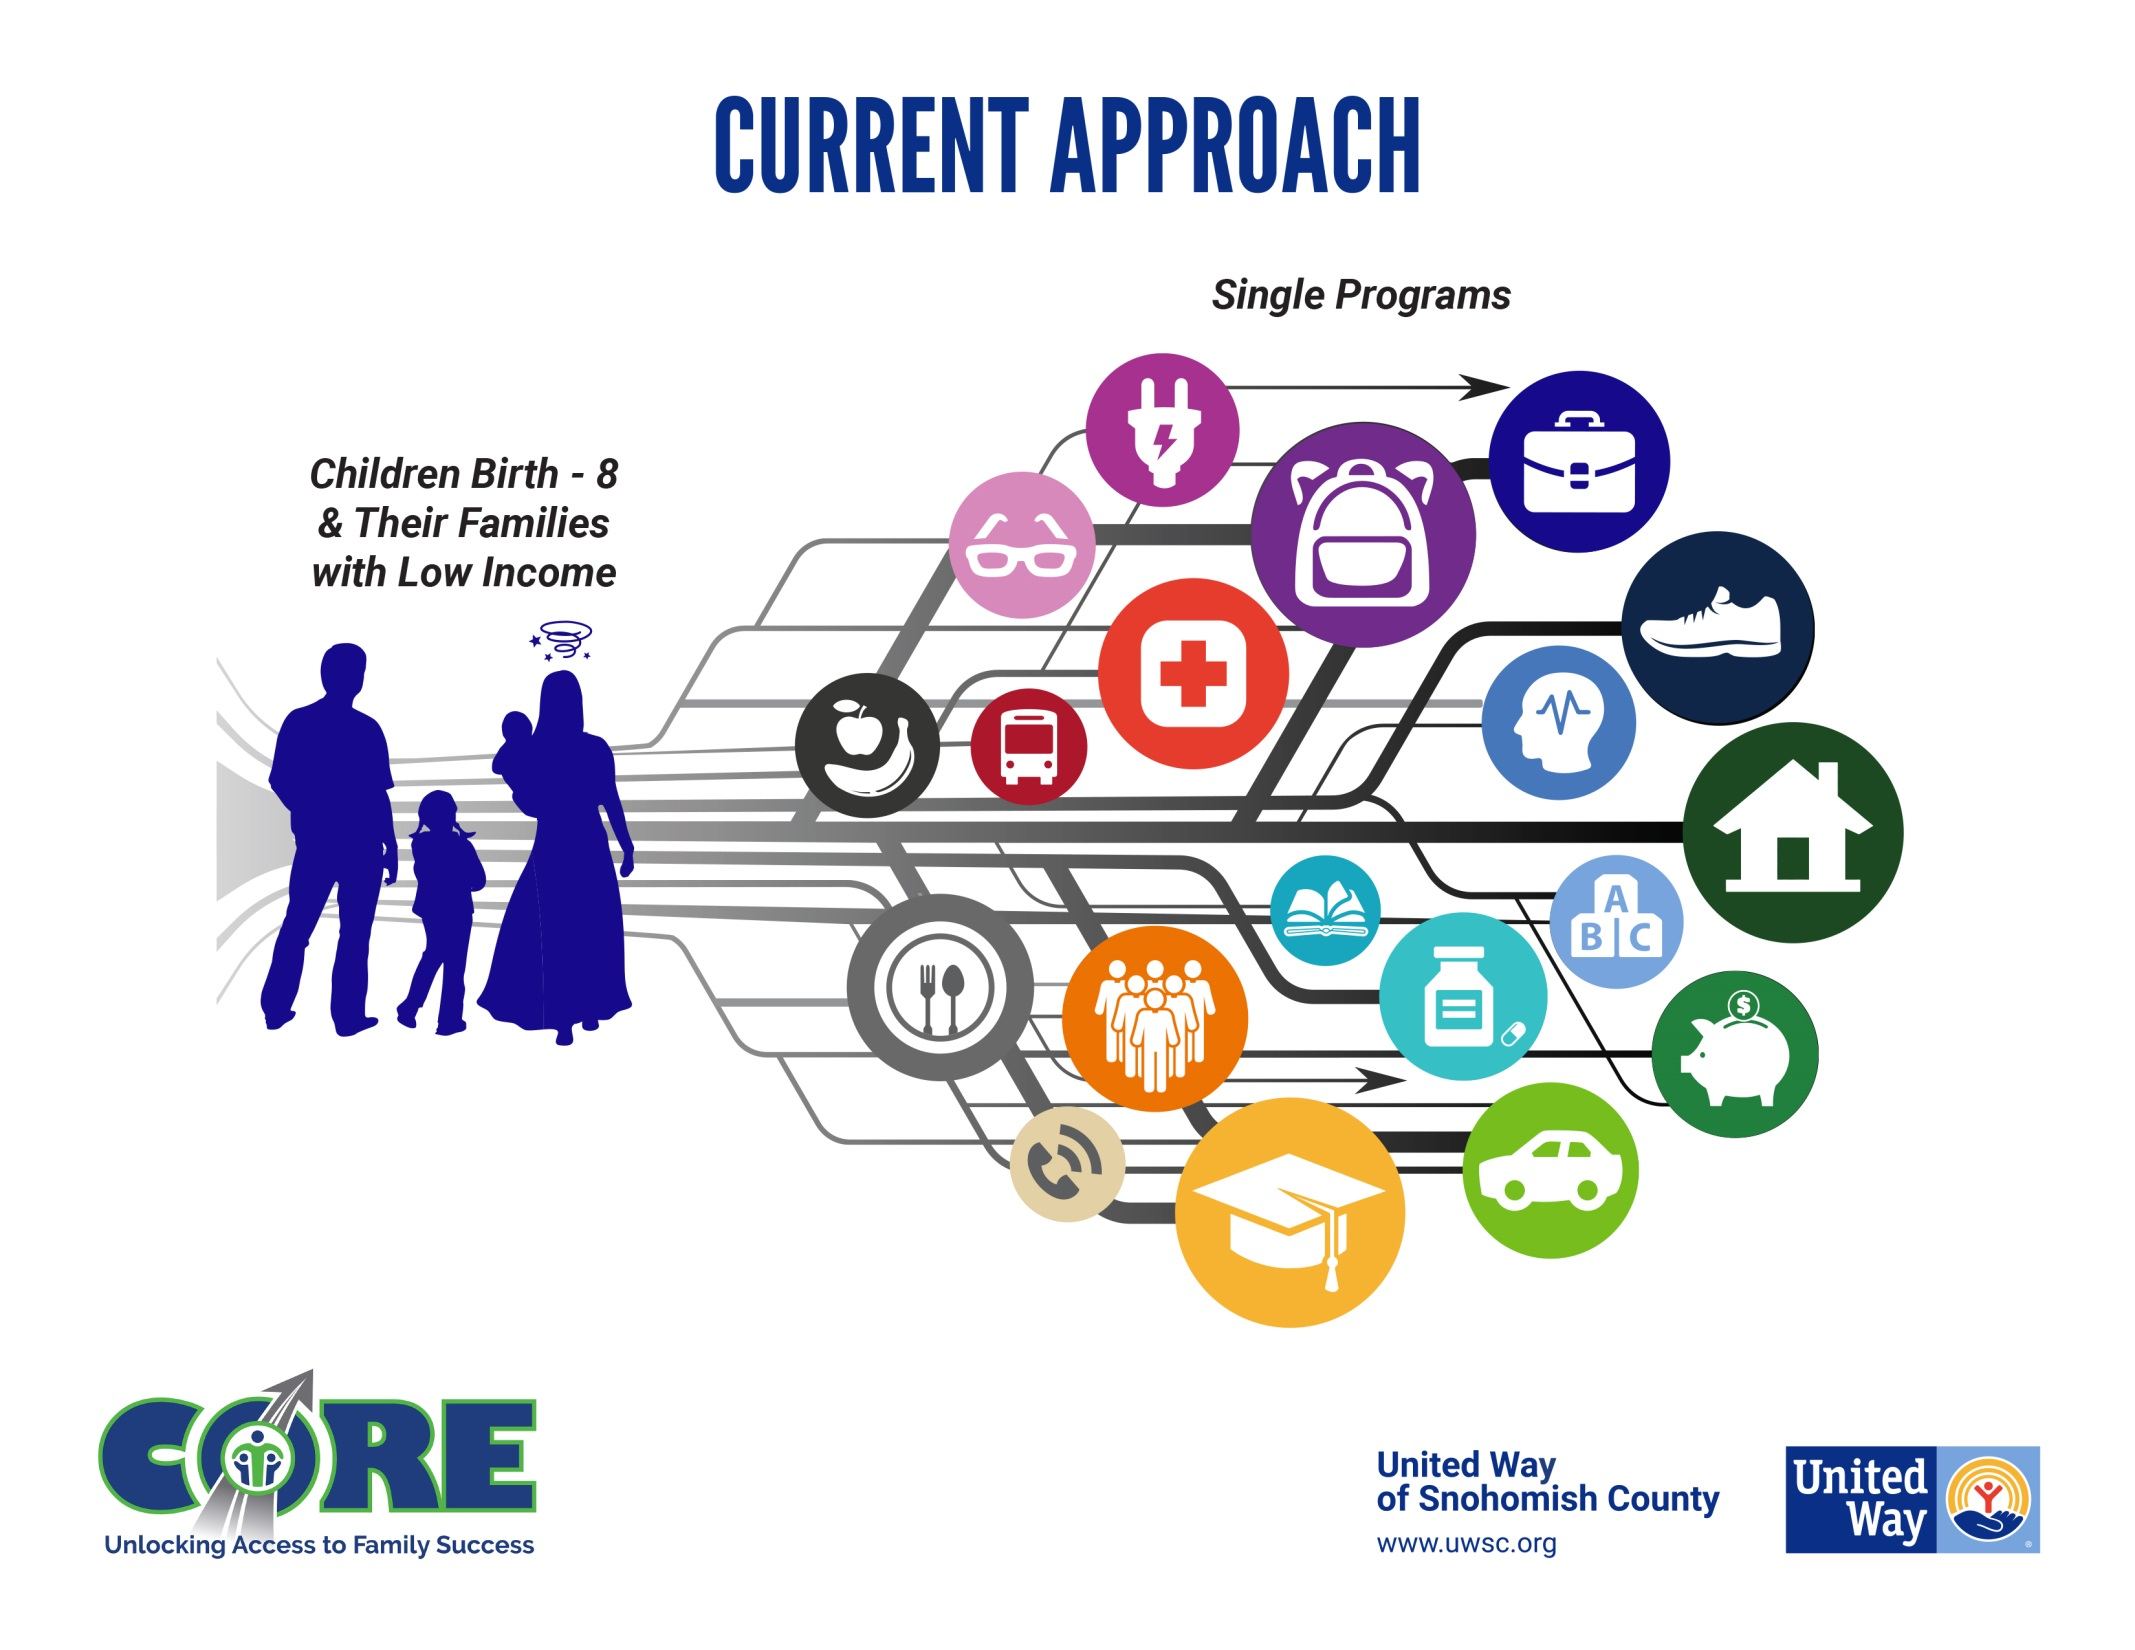 CURRENT APPROACH
Single Programs
Children Birth - 8
& Their Families
with Low Income
$
A
B C
CORE
Unlocking Access to Family Success
United Way
of Snohomish County
www.uwsc.org
United
Way
®